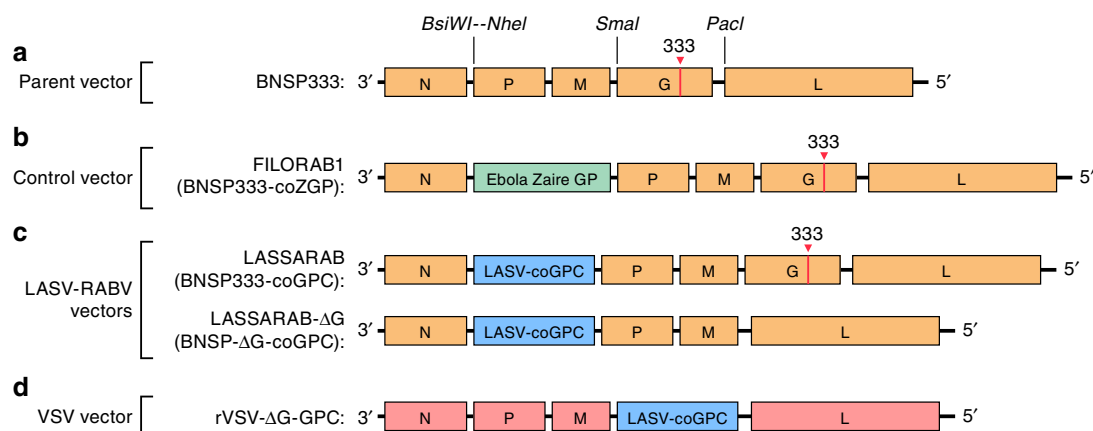 BsiWI--NheI SmaI PacI
a
Parent vector
BNSP333: 3′ N P M G 333 L 5′
b
Control vector
FILORAB1
(BNSP333-coZGP): 3′ N Ebola Zaire GP P M G 333 L 5′
c
LASV-RABV
vectors
LASSARAB
(BNSP333-coGPC): 3′ N LASV-coGPC P M G 333 L 5′
LASSARAB-ΔG
(BNSP-ΔG-coGPC): 3′ N LASV-coGPC P M L 5′
d
VSV vector
rVSV-ΔG-GPC: 3′ N P M LASV-coGPC L 5′